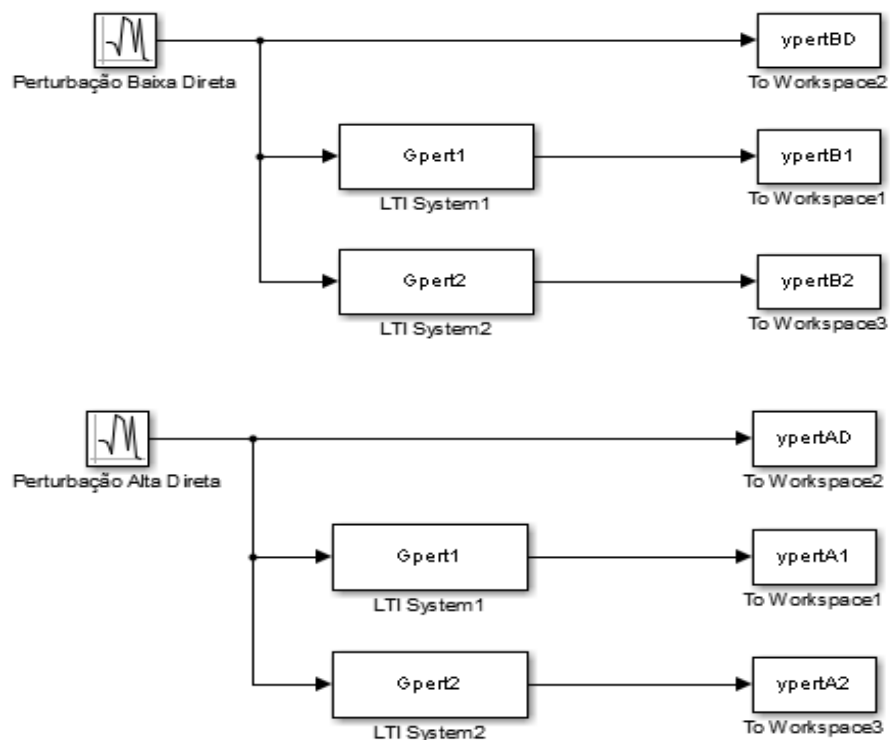 ypertBD
Perturbação Baixa Direta
To Workspace2
Gpert1
ypertB1
LTI System1
To Workspace1
Gpert2
ypertB2
LTI System2
To Workspace3
ypertAD
Perturbação Alta Direta
To Workspace2
Gpert1
ypertA1
LTI System1
To Workspace1
Gpert2
ypertA2
LTI System2
To Workspace3